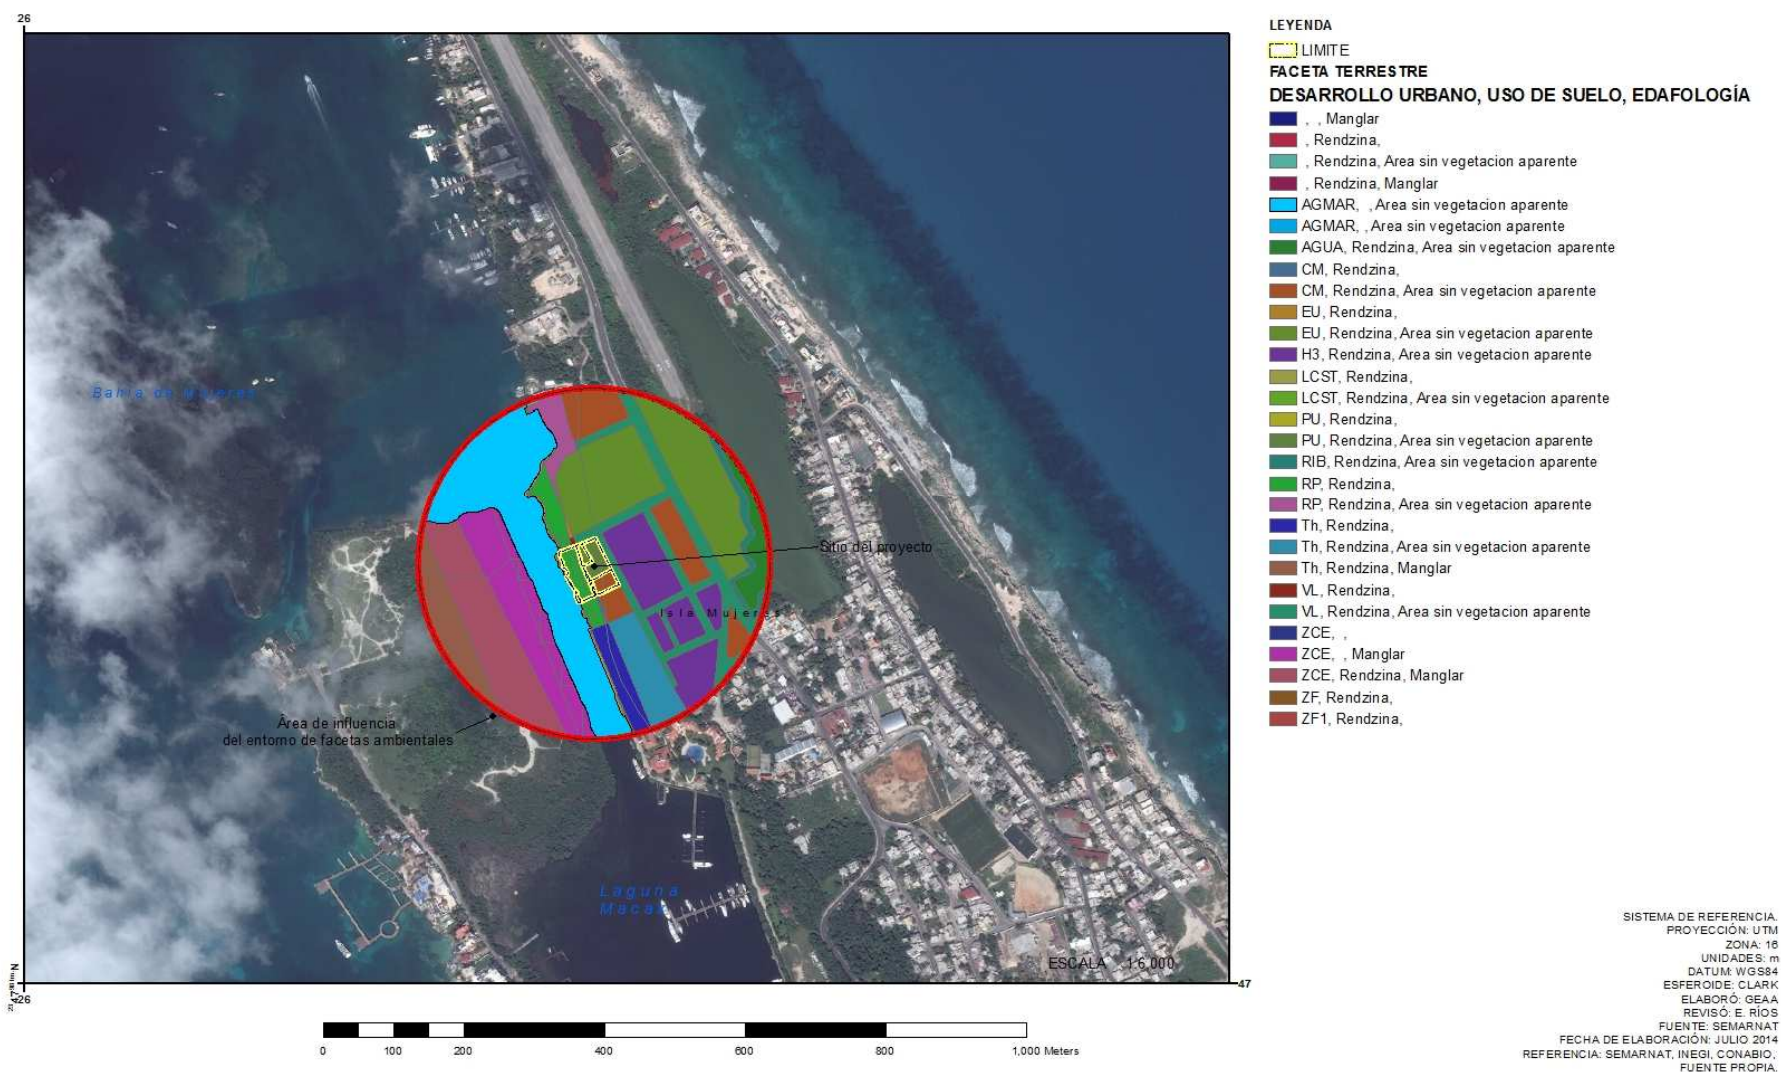 26
LEYENDA
LIMITE
FACETA TERRESTRE
DESARROLLO URBANO, USO DE SUELO, EDAFOLOGÍA
, , Manglar
, Rendzina,
, Rendzina, Area sin vegetacion aparente
, Rendzina, Manglar
AGMAR, , Area sin vegetacion aparente
AGMAR, , Area sin vegetacion aparente
AGUA, Rendzina, Area sin vegetacion aparente
CM, Rendzina,
CM, Rendzina, Area sin vegetacion aparente
EU, Rendzina,
EU, Rendzina, Area sin vegetacion aparente
H3, Rendzina, Area sin vegetacion aparente
LCST, Rendzina,
LCST, Rendzina, Area sin vegetacion aparente
PU, Rendzina,
PU, Rendzina, Area sin vegetacion aparente
RIB, Rendzina, Area sin vegetacion aparente
RP, Rendzina,
RP, Rendzina, Area sin vegetacion aparente
Th, Rendzina,
Th, Rendzina, Area sin vegetacion aparente
Th, Rendzina, Manglar
VL, Rendzina,
VL, Rendzina, Area sin vegetacion aparente
ZCE, , ,
ZCE, , Manglar
ZCE, Rendzina, Manglar
ZF, Rendzina,
ZF1, Rendzina,
Bahia de Mujeres
Sitio del proyecto
Isla Mujeres
Área de influencia
del entorno de facetas ambientales
Laguna
Macax
ESCALA 1:6,000
N
26
47
47
0 100 200 400 600 800 1,000 Meters
SISTEMA DE REFERENCIA.
PROYECCIÓN: UTM
ZONA: 16
UNIDADES: m
DATUM: WGS84
ESFEROIDE: CLARK
ELABORÓ: GEAA
REVISÓ: E. RÍOS
FUENTE: SEMARNAT
FECHA DE ELABORACIÓN: JULIO 2014
REFERENCIA: SEMARNAT, INEGI, CONABIO,
FUENTE PROPIA.